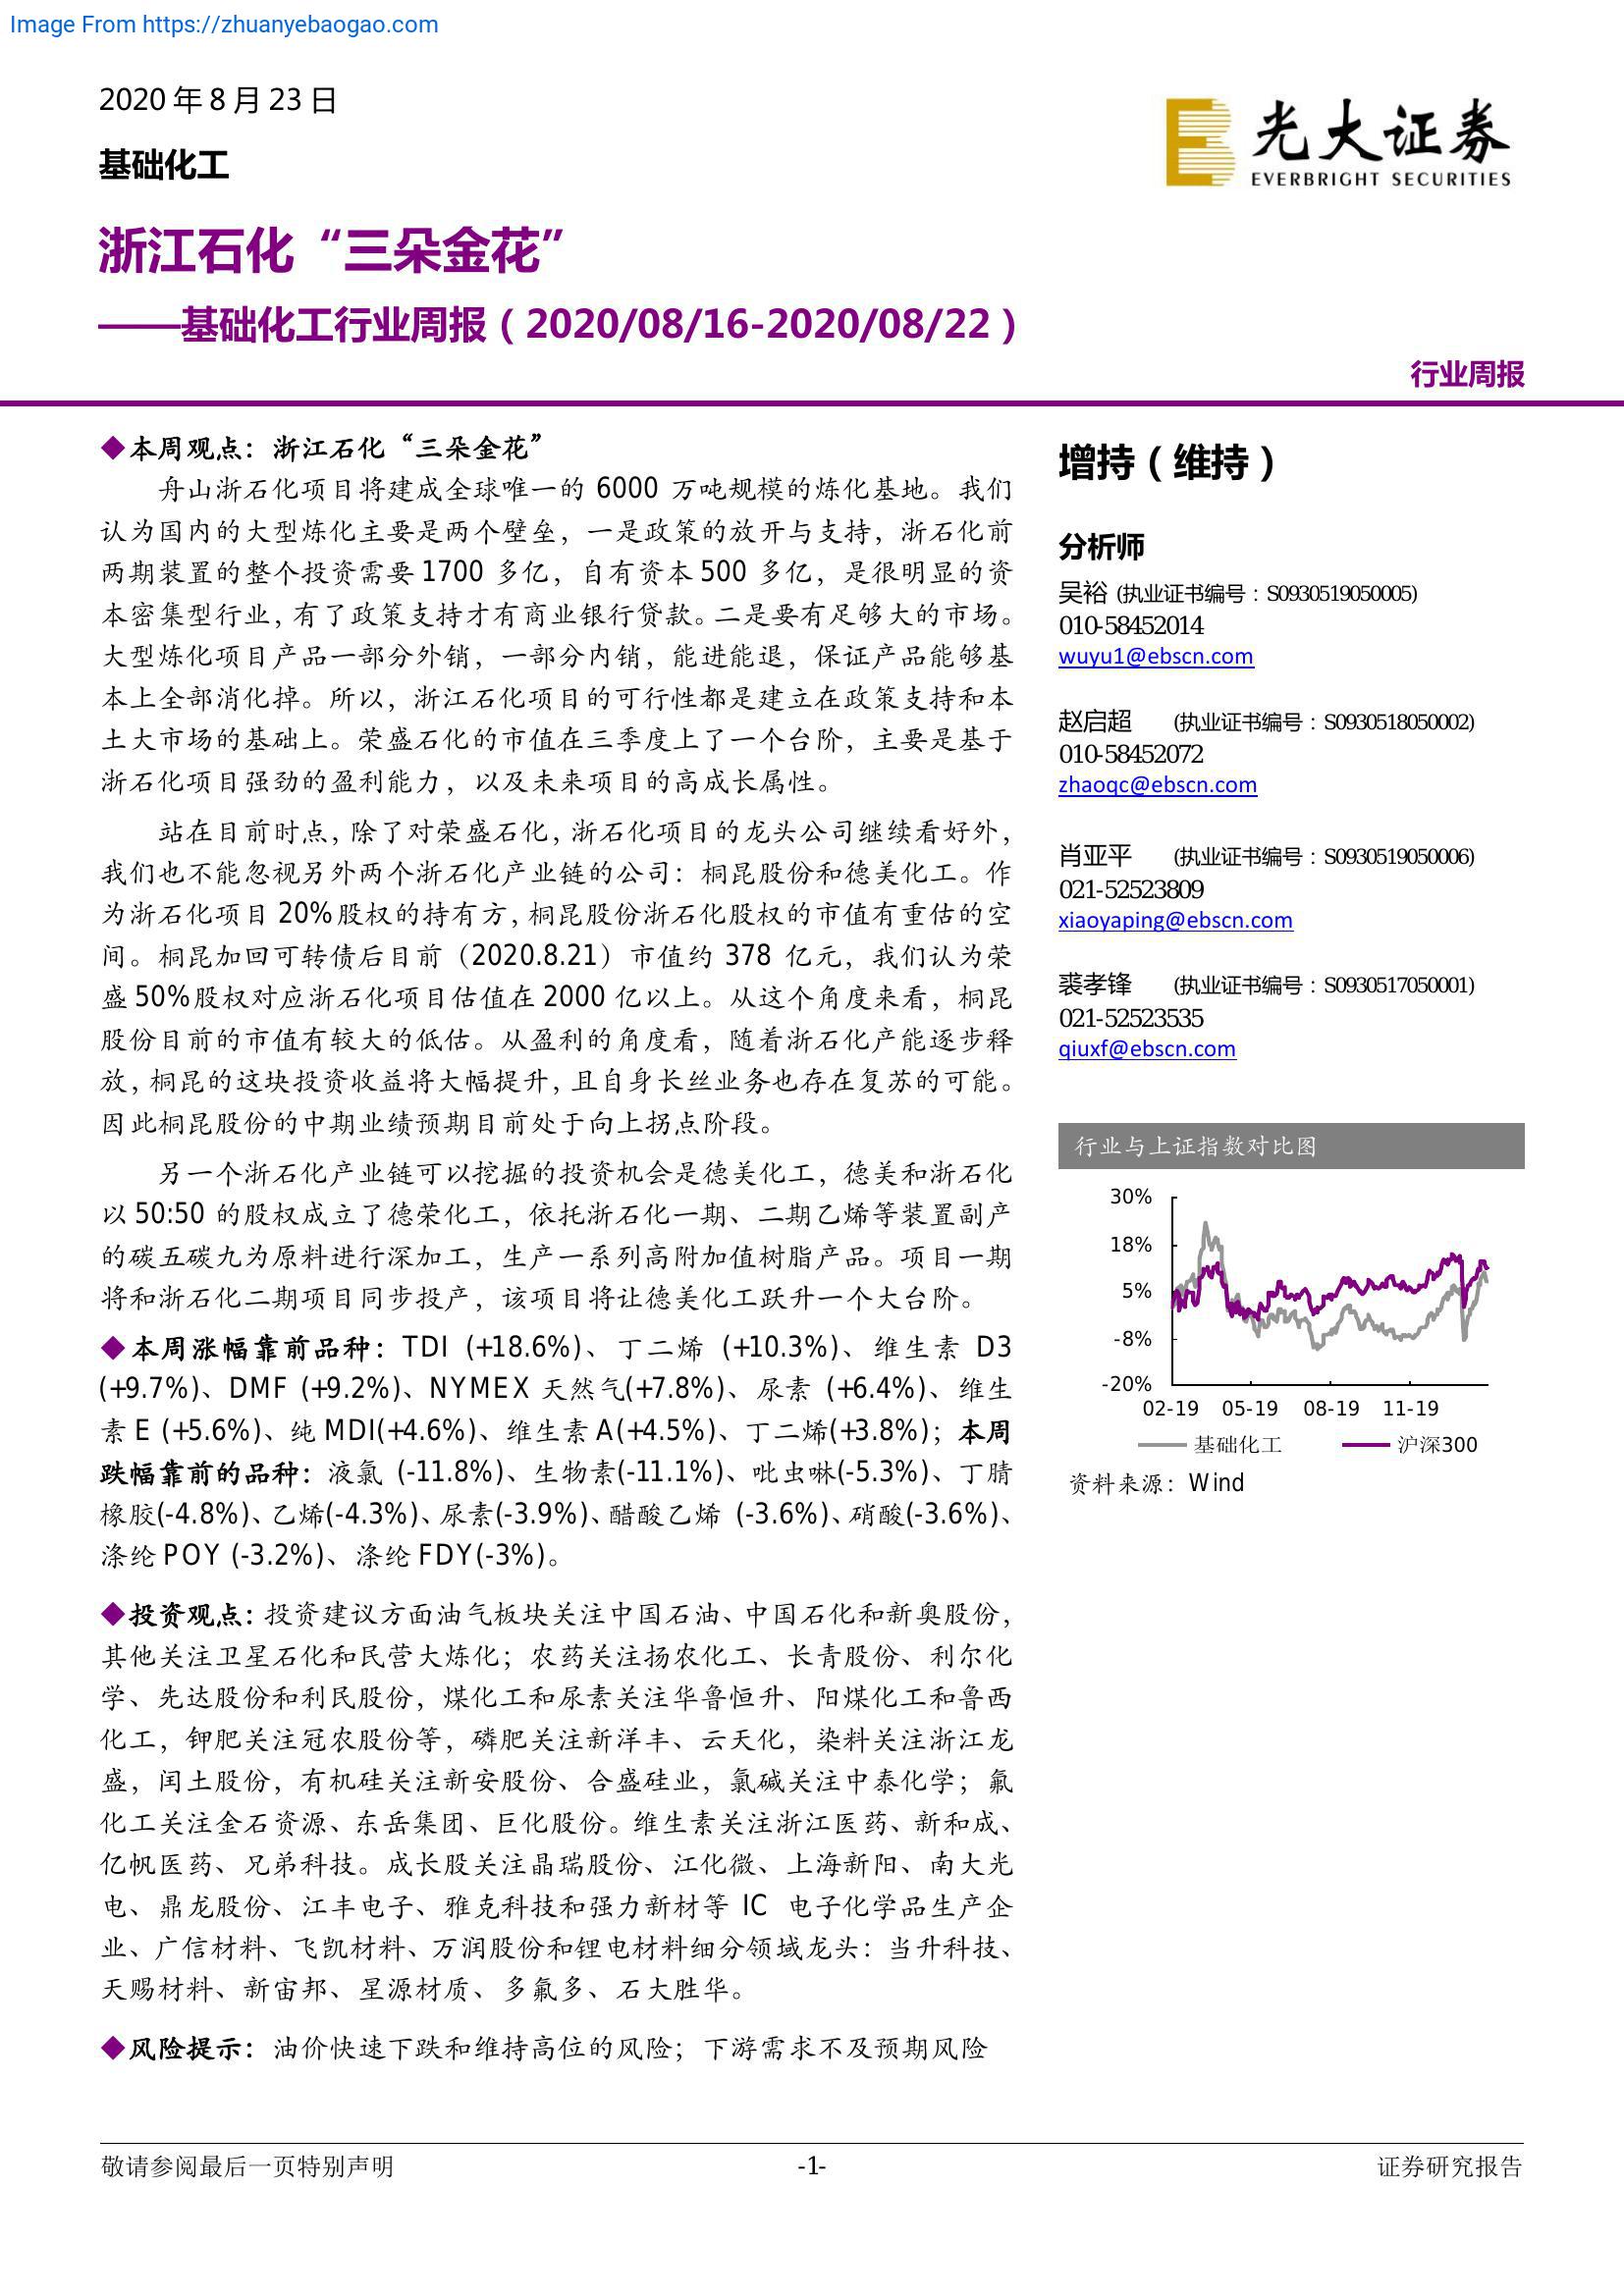 Image From https://zhuanyebaogao.com
2020 年 8 月 23 日
基础化工
光大证券
EVERBRIGHT SECURITIES
浙江石化“三朵金花”
——基础化工行业周报（2020/08/16-2020/08/22）
行业周报
◆本周观点：浙江石化“三朵金花”
舟山浙石化项目将建成全球唯一的 6000 万吨规模的炼化基地。我们
认为国内的大型炼化主要是两个壁垒，一是政策的放开与支持，浙石化前
两期装置的整个投资需要 1700 多亿，自有资本 500 多亿，是很明显的资
本密集型行业，有了政策支持才有商业银行贷款。二是要有足够大的市场。
大型炼化项目产品一部分外销，一部分内销，能进能退，保证产品能够基
本上全部消化掉。所以，浙江石化项目的可行性都是建立在政策支持和本
土大市场的基础上。荣盛石化的市值在三季度上了一个台阶，主要是基于
浙石化项目强劲的盈利能力，以及未来项目的高成长属性。
站在目前时点，除了对荣盛石化，浙石化项目的龙头公司继续看好外，
我们也不能忽视另外两个浙石化产业链的公司：桐昆股份和德美化工。作
为浙石化项目 20%股权的持有方，桐昆股份浙石化股权的市值有重估的空
间。桐昆加回可转债后目前（2020.8.21）市值约 378 亿元，我们认为荣
盛 50%股权对应浙石化项目估值在 2000 亿以上。从这个角度来看，桐昆
股份目前的市值有较大的低估。从盈利的角度看，随着浙石化产能逐步释
放，桐昆的这块投资收益将大幅提升，且自身长丝业务也存在复苏的可能。
因此桐昆股份的中期业绩预期目前处于向上拐点阶段。
另一个浙石化产业链可以挖掘的投资机会是德美化工，德美和浙石化
以 50:50 的股权成立了德荣化工，依托浙石化一期、二期乙烯等装置副产
的碳五碳九为原料进行深加工，生产一系列高附加值树脂产品。项目一期
将和浙石化二期项目同步投产，该项目将让德美化工跃升一个大台阶。
◆本周涨幅靠前品种：TDI (+18.6%)、丁二烯 (+10.3%)、维生素 D3
(+9.7%)、DMF (+9.2%)、NYMEX 天然气(+7.8%)、尿素 (+6.4%)、维生
素 E (+5.6%)、纯 MDI(+4.6%)、维生素 A(+4.5%)、丁二烯(+3.8%)；本周
跌幅靠前的品种：液氯 (-11.8%)、生物素(-11.1%)、吡虫啉(-5.3%)、丁腈
橡胶(-4.8%)、乙烯(-4.3%)、尿素(-3.9%)、醋酸乙烯 (-3.6%)、硝酸(-3.6%)、
涤纶 POY (-3.2%)、涤纶 FDY(-3%)。
◆投资观点：投资建议方面油气板块关注中国石油、中国石化和新奥股份，
其他关注卫星石化和民营大炼化；农药关注扬农化工、长青股份、利尔化
学、先达股份和利民股份，煤化工和尿素关注华鲁恒升、阳煤化工和鲁西
化工，钾肥关注冠农股份等，磷肥关注新洋丰、云天化，染料关注浙江龙
盛，闰土股份，有机硅关注新安股份、合盛硅业，氯碱关注中泰化学；氟
化工关注金石资源、东岳集团、巨化股份。维生素关注浙江医药、新和成、
亿帆医药、兄弟科技。成长股关注晶瑞股份、江化微、上海新阳、南大光
电、鼎龙股份、江丰电子、雅克科技和强力新材等 IC 电子化学品生产企
业、广信材料、飞凯材料、万润股份和锂电材料细分领域龙头：当升科技、
天赐材料、新宙邦、星源材质、多氟多、石大胜华。
◆风险提示：油价快速下跌和维持高位的风险；下游需求不及预期风险
增持（维持）
分析师
吴裕 (执业证书编号：S0930519050005)
010-58452014
wuyu1@ebscn.com
赵启超 (执业证书编号：S0930518050002)
010-58452072
zhaoqc@ebscn.com
肖亚平 (执业证书编号：S0930519050006)
021-52523809
xiaoyaping@ebscn.com
裘孝锋 (执业证书编号：S0930517050001)
021-52523535
qiuxf@ebscn.com
行业与上证指数对比图
30%
18%
5%
-8%
-20%
02-19 05-19 08-19 11-19
基础化工 沪深300
资料来源：Wind
敬请参阅最后一页特别声明 -1- 证券研究报告